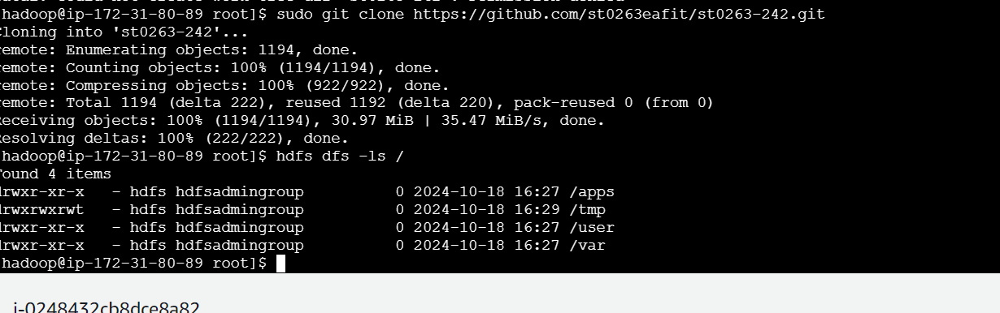 hadoop@ip-172-31-80-89 root]$ sudo git clone https://github.com/st0263eafit/st0263-242.git
Cloning into 'st0263-242'...
remote: Enumerating objects: 1194, done.
remote: Counting objects: 100% (1194/1194), done.
remote: Compressing objects: 100% (922/922), done.
remote: Total 1194 (delta 222), reused 1192 (delta 220), pack-reused 0 (from 0)
Receiving objects: 100% (1194/1194), 30.97 MiB | 35.47 MiB/s, done.
Resolving deltas: 100% (222/222), done.
hadoop@ip-172-31-80-89 root]$ hdfs dfs -ls /
Found 4 items
drwxr-xr-x   - hdfs hdfsadmingroup          0 2024-10-18 16:27 /apps
drwxrwxrwt   - hdfs hdfsadmingroup          0 2024-10-18 16:29 /tmp
drwxr-xr-x   - hdfs hdfsadmingroup          0 2024-10-18 16:27 /user
drwxr-xr-x   - hdfs hdfsadmingroup          0 2024-10-18 16:27 /var
hadoop@ip-172-31-80-89 root]$
i-0248432cb8dce8a82